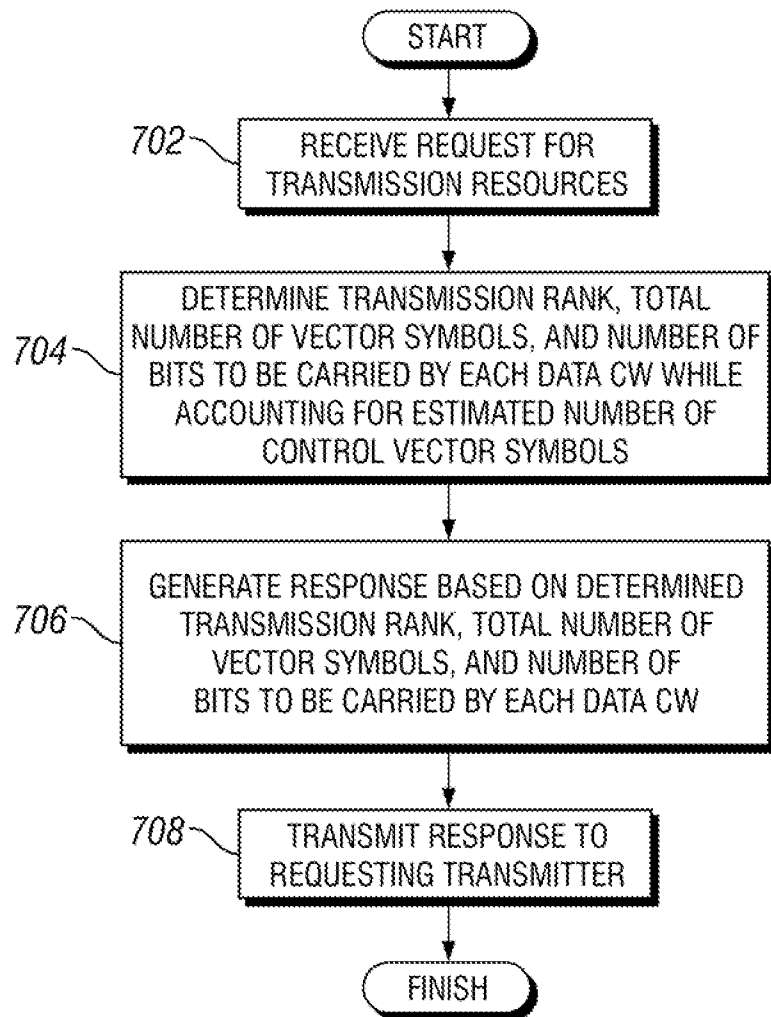 START
702
RECEIVE REQUEST FOR
TRANSMISSION RESOURCES
704
DETERMINE TRANSMISSION RANK, TOTAL
NUMBER OF VECTOR SYMBOLS, AND NUMBER OF
BITS TO BE CARRIED BY EACH DATA CW WHILE
ACCOUNTING FOR ESTIMATED NUMBER OF
CONTROL VECTOR SYMBOLS
706
GENERATE RESPONSE BASED ON DETERMINED
TRANSMISSION RANK, TOTAL NUMBER OF
VECTOR SYMBOLS, AND NUMBER OF
BITS TO BE CARRIED BY EACH DATA CW
708
TRANSMIT RESPONSE TO
REQUESTING TRANSMITTER
FINISH